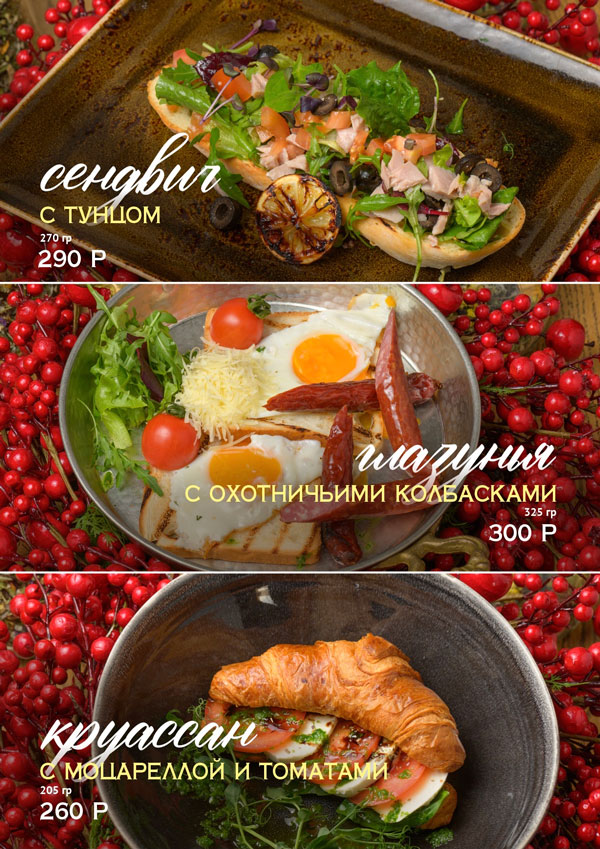 сендвич
С ТУНЦОМ
270 гр
290 Р
глазунья
С ОХОТНИЧЬИМИ КОЛБАСКАМИ
325 гр
300 Р
круассан
С МОЦАРЕЛЛОЙ И ТОМАТАМИ
205 гр
260 Р